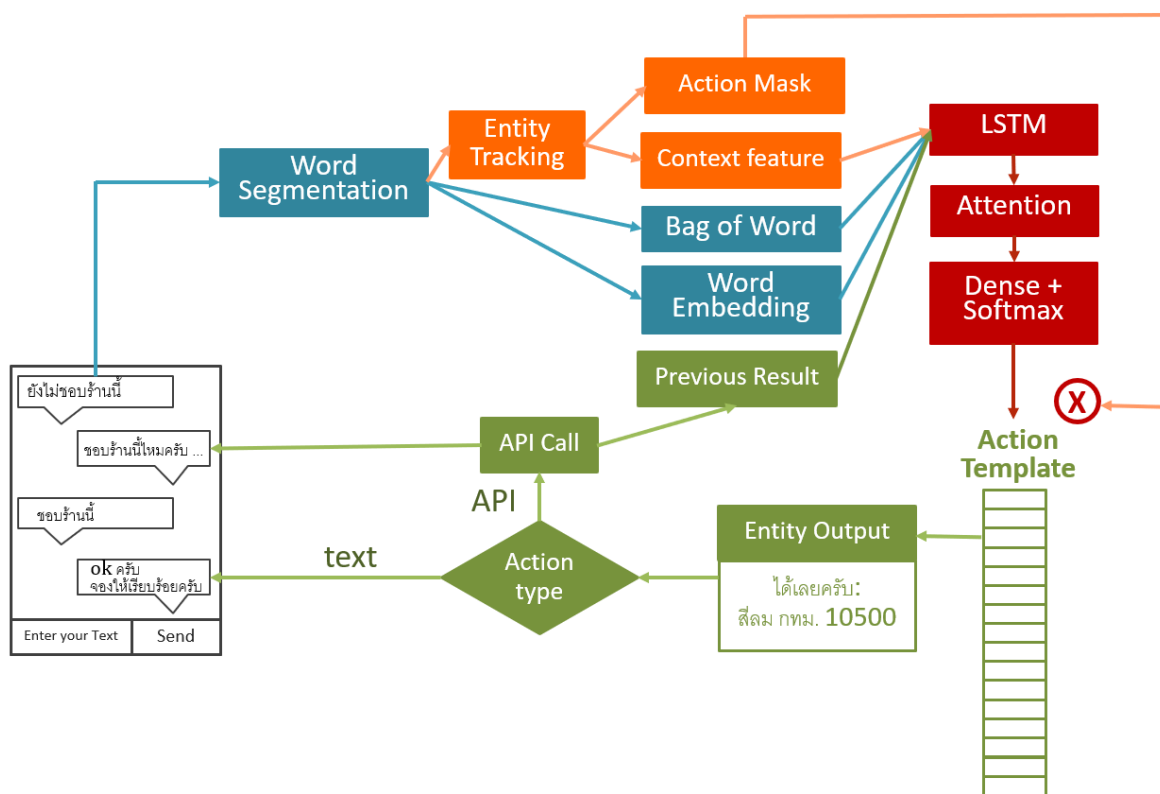 Action Mask
Entity
Tracking
LSTM
Context feature
Word
Segmentation
Attention
Bag of Word
Word
Embedding
Dense +
Softmax
Previous Result
ยังไม่ชอบร้านนี้
X
ชอบร้านนี้ไหมครับ ...
API Call
Action
Template
API
ชอบร้านนี้
Entity Output
text
Action
type
ok ครับ
จองให้เรียบร้อยครับ
ได้เลยครับ:
สีลม กทม. 10500
Enter your Text
Send